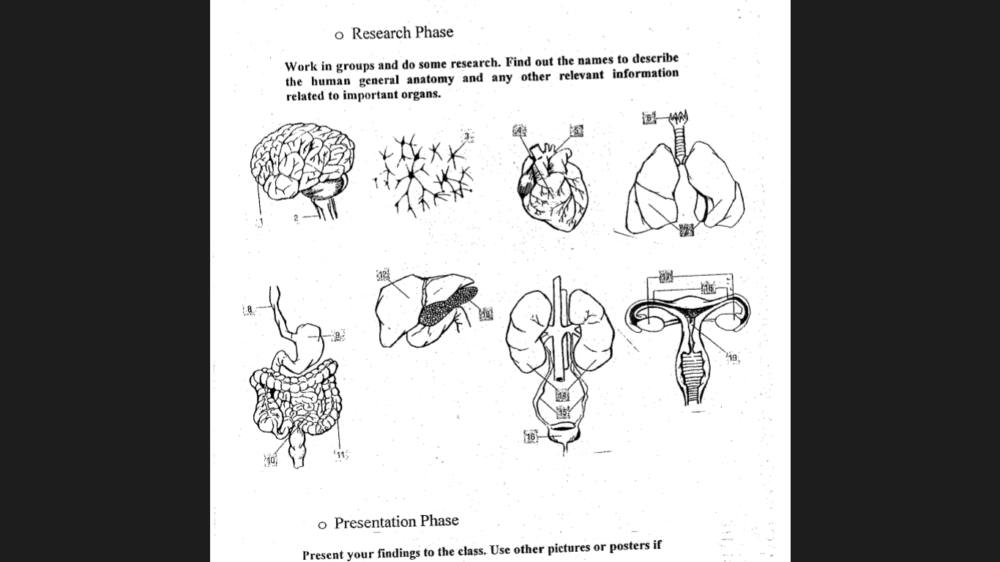 o Research Phase
Work in groups and do some research. Find out the names to describe
the human general anatomy and any other relevant information
related to important organs.
6
4 5
3
1 2
7
12 17
18
8 13
9
19
14
15
16
10 11
o Presentation Phase
Present your findings to the class. Use other pictures or posters if